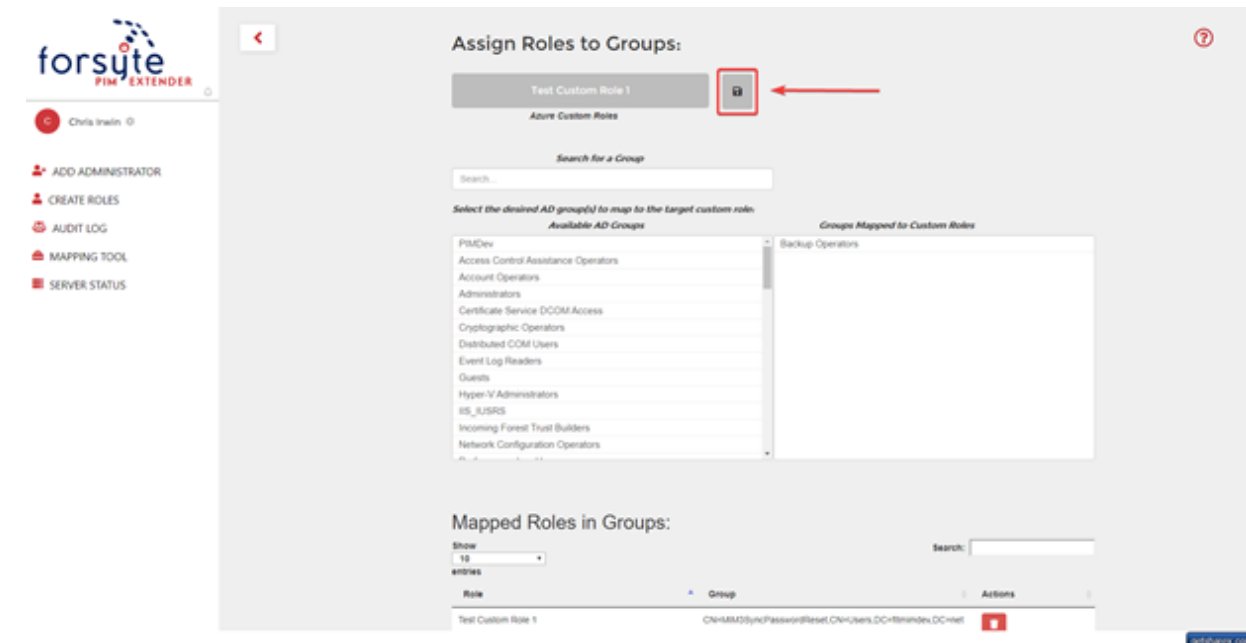 forsyte
PIM EXTENDER
Chris Irwin
ADD ADMINISTRATOR
CREATE ROLES
AUDIT LOG
MAPPING TOOL
SERVER STATUS
Assign Roles to Groups:
Test Custom Role 1
Azure Custom Roles
Search for a Group
Search...
Select the desired AD group(s) to map to the target custom role:
Available AD Groups
Groups Mapped to Custom Roles
PIMDev
Access Control Assistance Operators
Account Operators
Administrators
Certificate Service DCOM Access
Cryptographic Operators
Distributed COM Users
Event Log Readers
Guests
Hyper-V Administrators
IIS_IUSRS
Incoming Forest Trust Builders
Network Configuration Operators
Backup Operators
Mapped Roles in Groups:
Show
10
entries
Search:
Role Group Actions
Test Custom Role 1